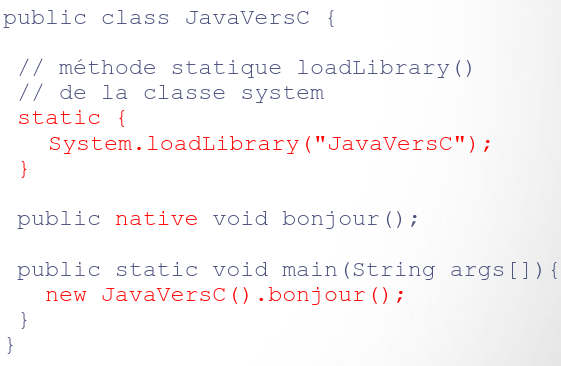 public class JavaVersC {
// méthode statique loadLibrary()
// de la classe system
static {
System.loadLibrary("JavaVersC");
}
public native void bonjour();
public static void main(String args[]){
new JavaVersC().bonjour();
}
}